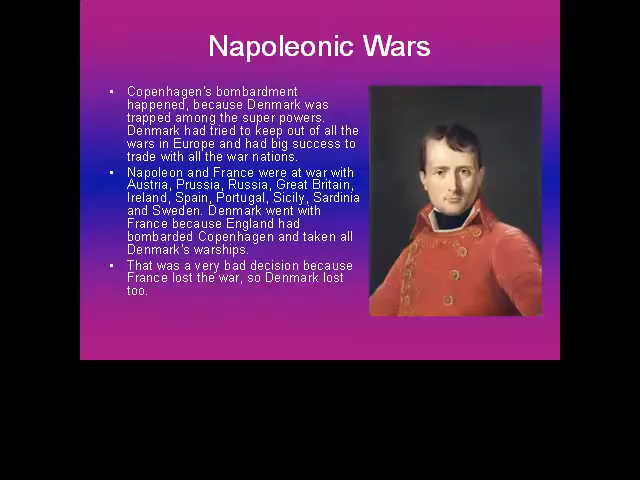 Napoleonic Wars
• Copenhagen's bombardment
happened, because Denmark was
trapped among the super powers.
Denmark had tried to keep out of all the
wars in Europe and had big success to
trade with all the war nations.
• Napoleon and France were at war with
Austria, Prussia, Russia, Great Britain,
Ireland, Spain, Portugal, Sicily, Sardinia
and Sweden. Denmark went with
France because England had
bombarded Copenhagen and taken all
Denmark's warships.
• That was a very bad decision because
France lost the war, so Denmark lost
too.